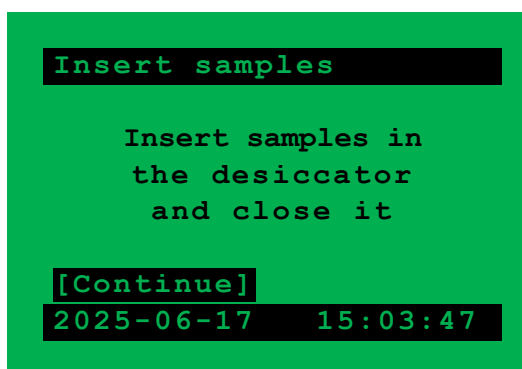 Insert samples
Insert samples in
the desiccator
and close it
[Continue]
2025-06-17 15:03:47